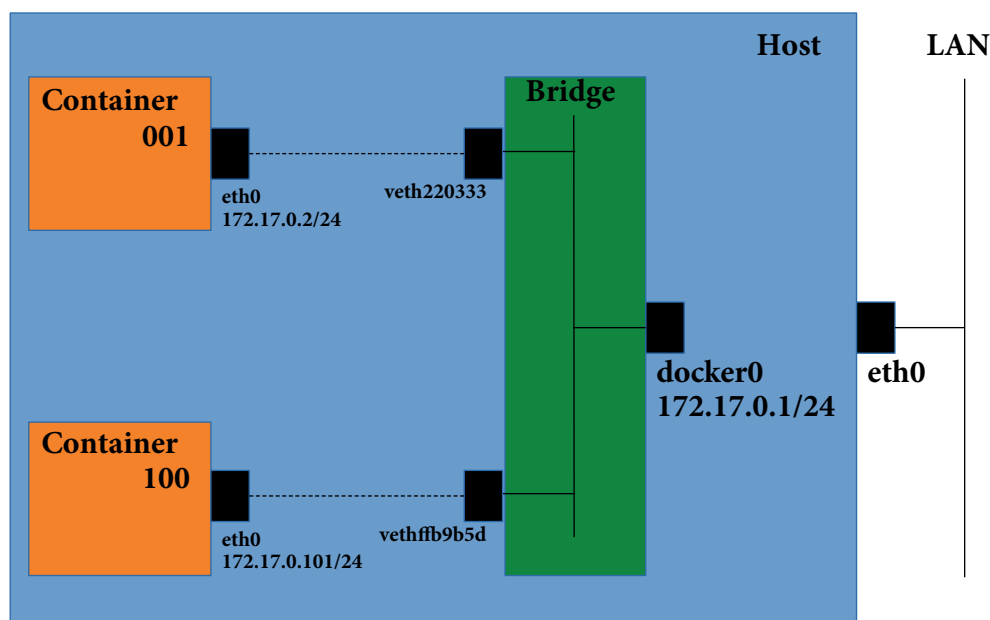 Host
LAN
Container
001
Bridge
eth0
172.17.0.2/24
veth220333
docker0
172.17.0.1/24
eth0
Container
100
eth0
172.17.0.101/24
vethffb9b5d